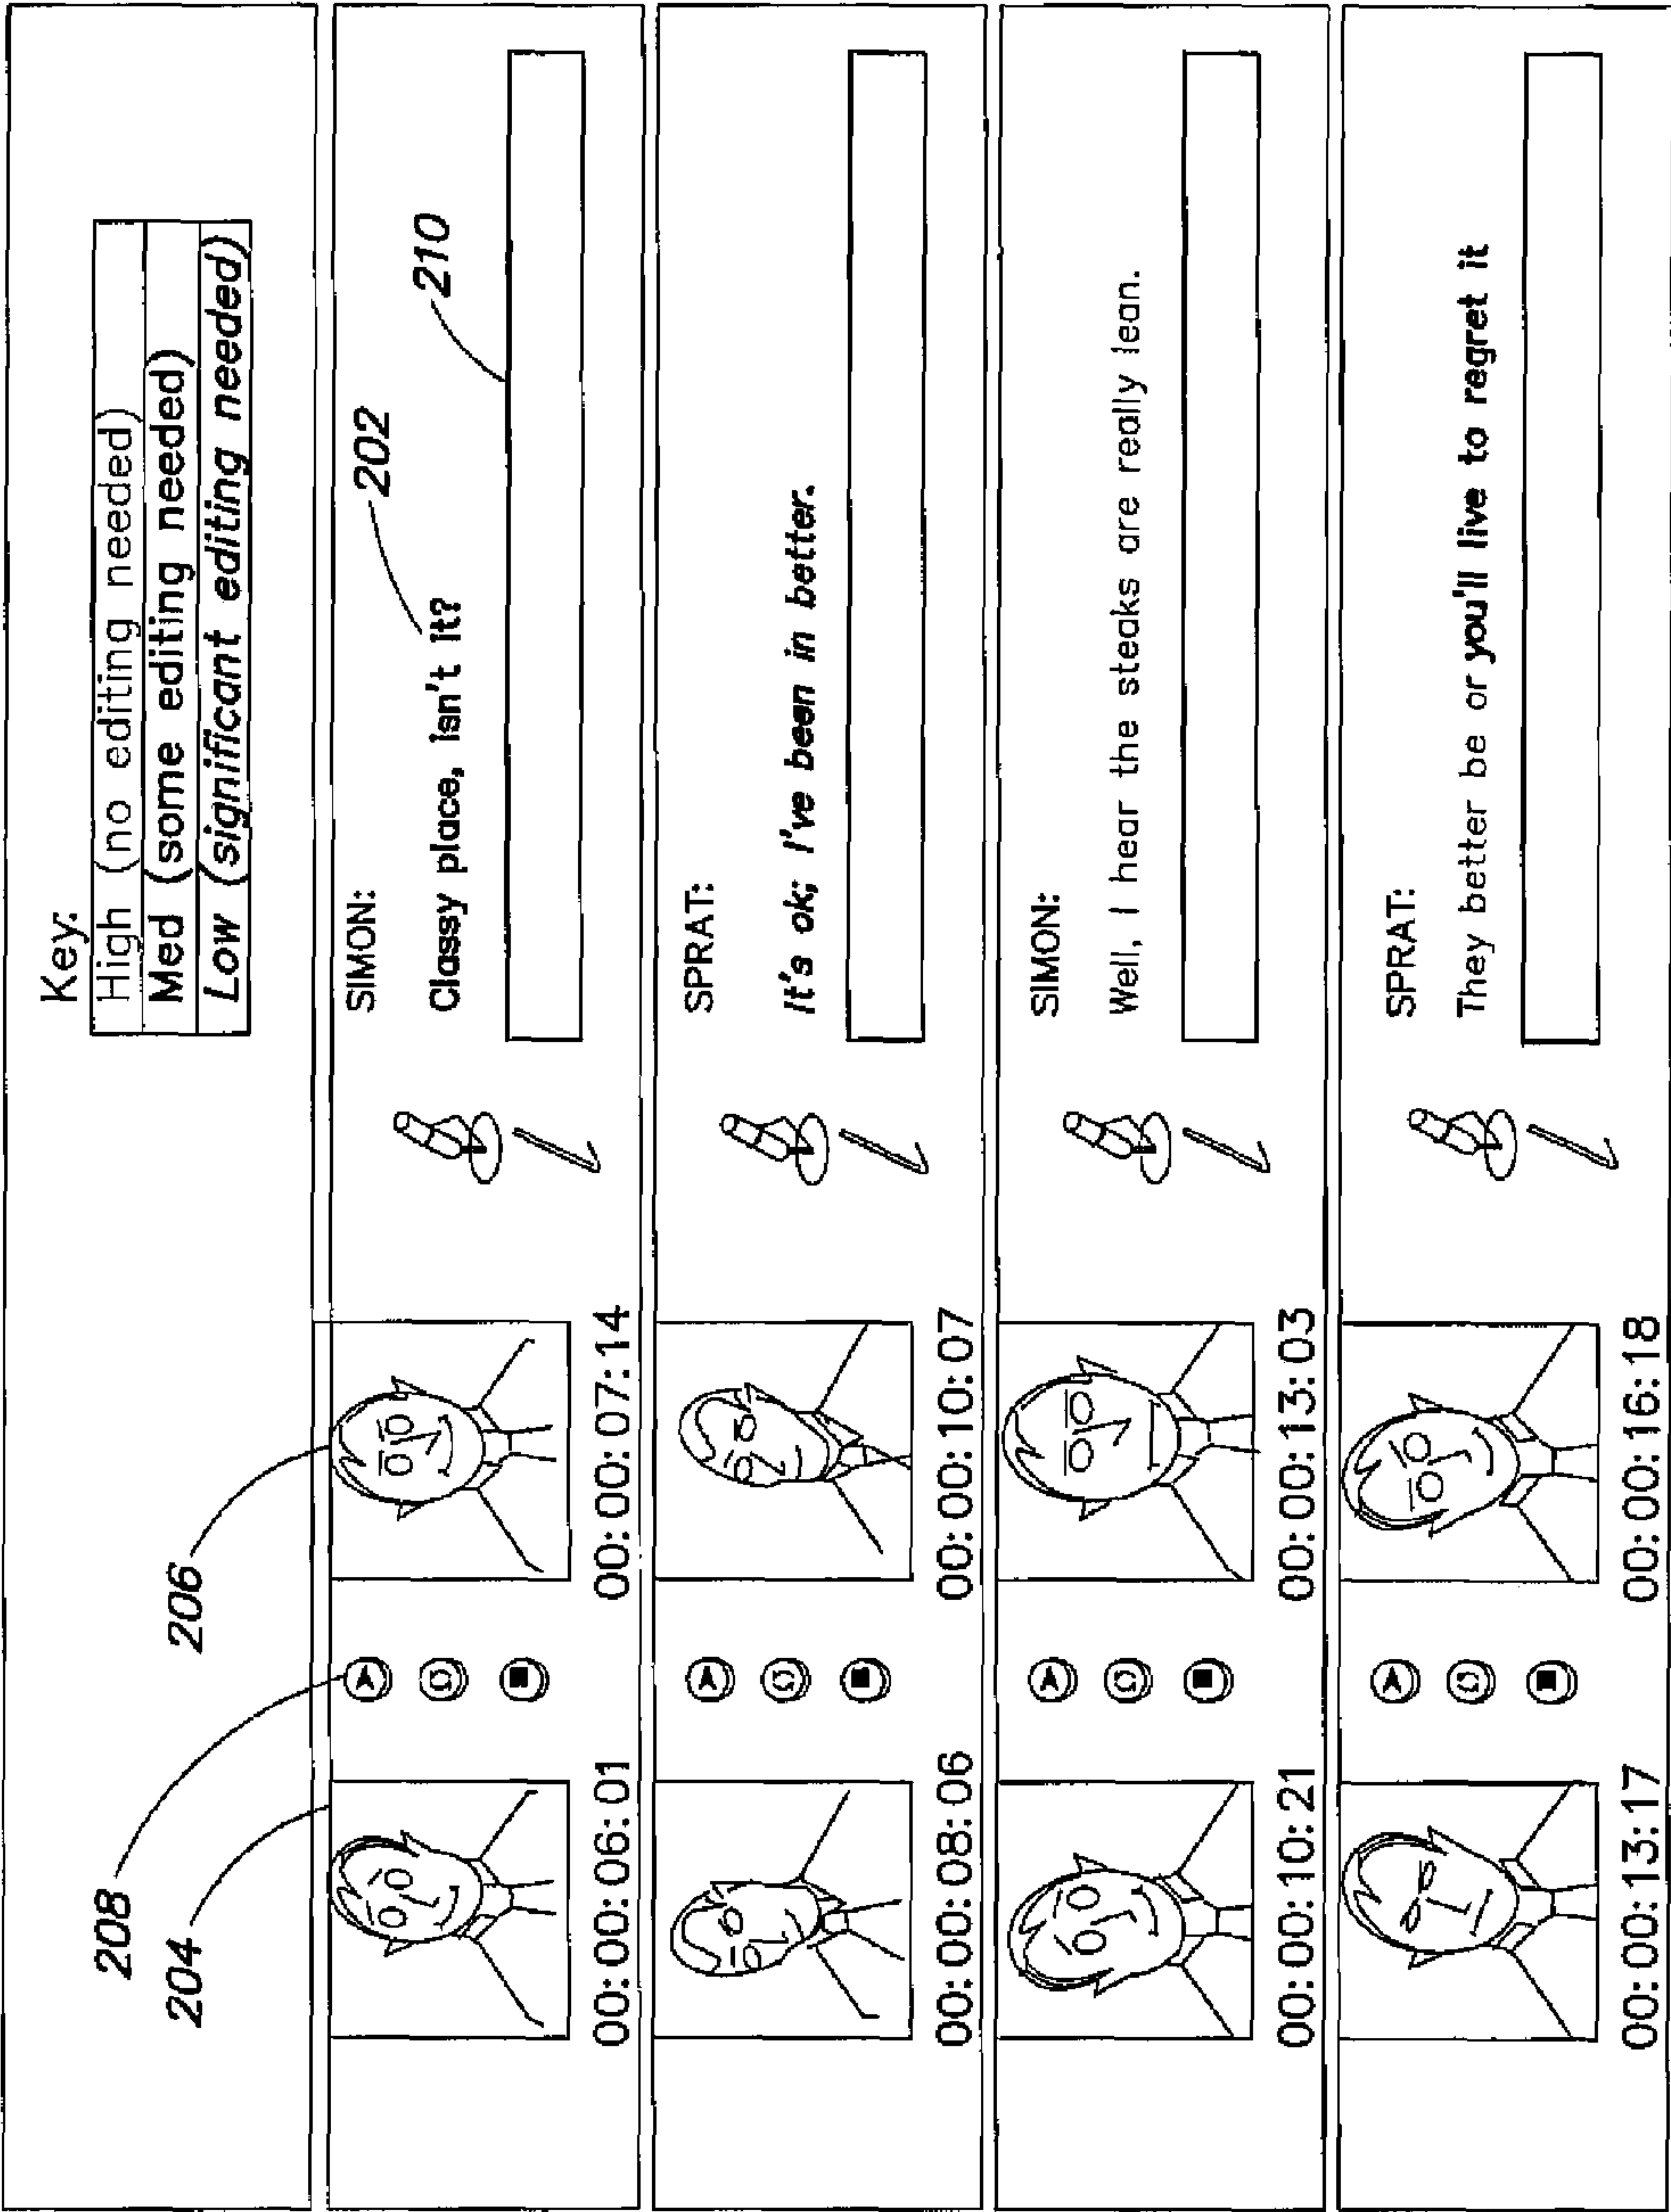 Key:
High (no editing needed)
Med (some editing needed)
Low (significant editing needed)
208
204
206
202
210
SIMON:
Classy place, isn't it?
00:00:06:01
00:00:07:14
SPRAT:
It's ok; I've been in better.
00:00:08:06
00:00:10:07
SIMON:
Well, I hear the steaks are really lean.
00:00:10:21
00:00:13:03
SPRAT:
They better be or you'll live to regret it
00:00:13:17
00:00:16:18